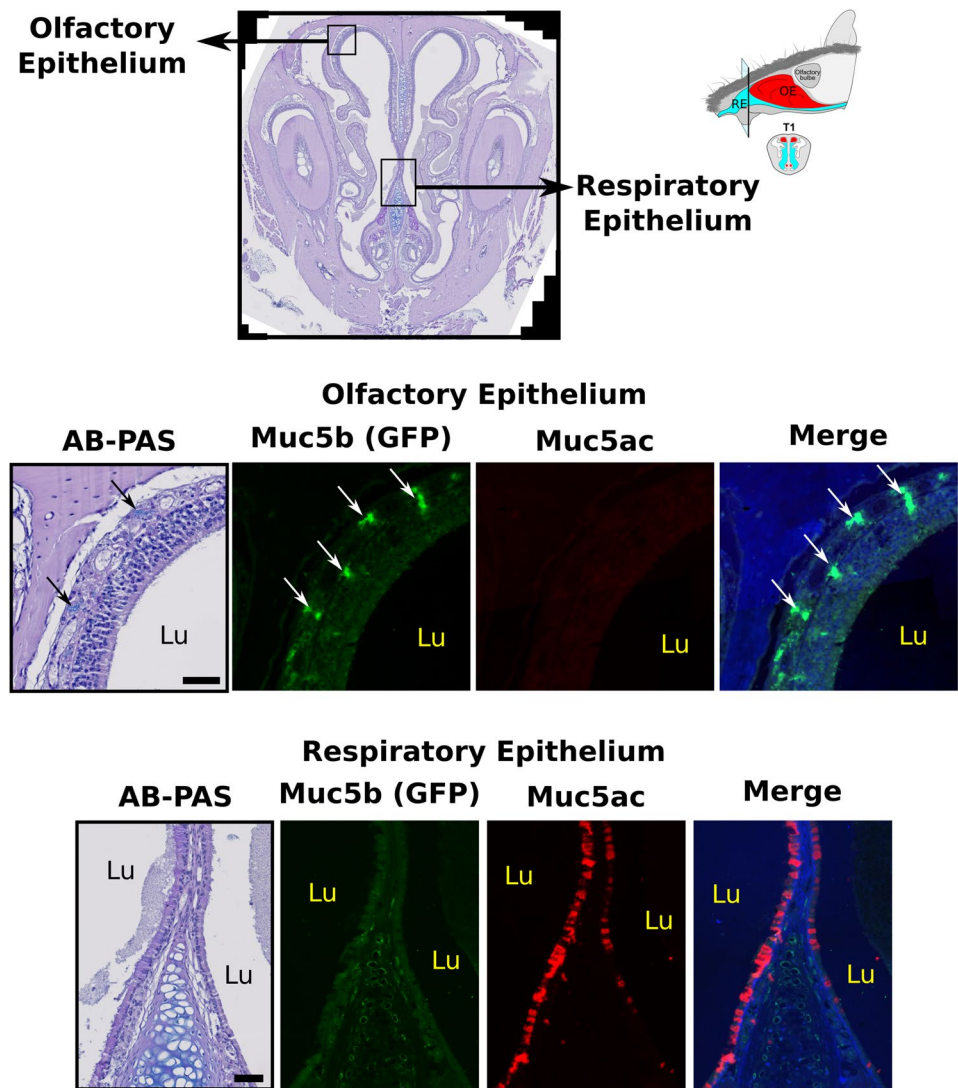 Olfactory
Epithelium
Olfactory
bulbe
OE
RE
T1
Respiratory
Epithelium
Olfactory Epithelium
AB-PAS
Muc5b (GFP)
Muc5ac
Merge
Lu
Lu
Lu
Lu
Respiratory Epithelium
AB-PAS
Muc5b (GFP)
Muc5ac
Merge
Lu
Lu
Lu
Lu
Lu
Lu
Lu
Lu